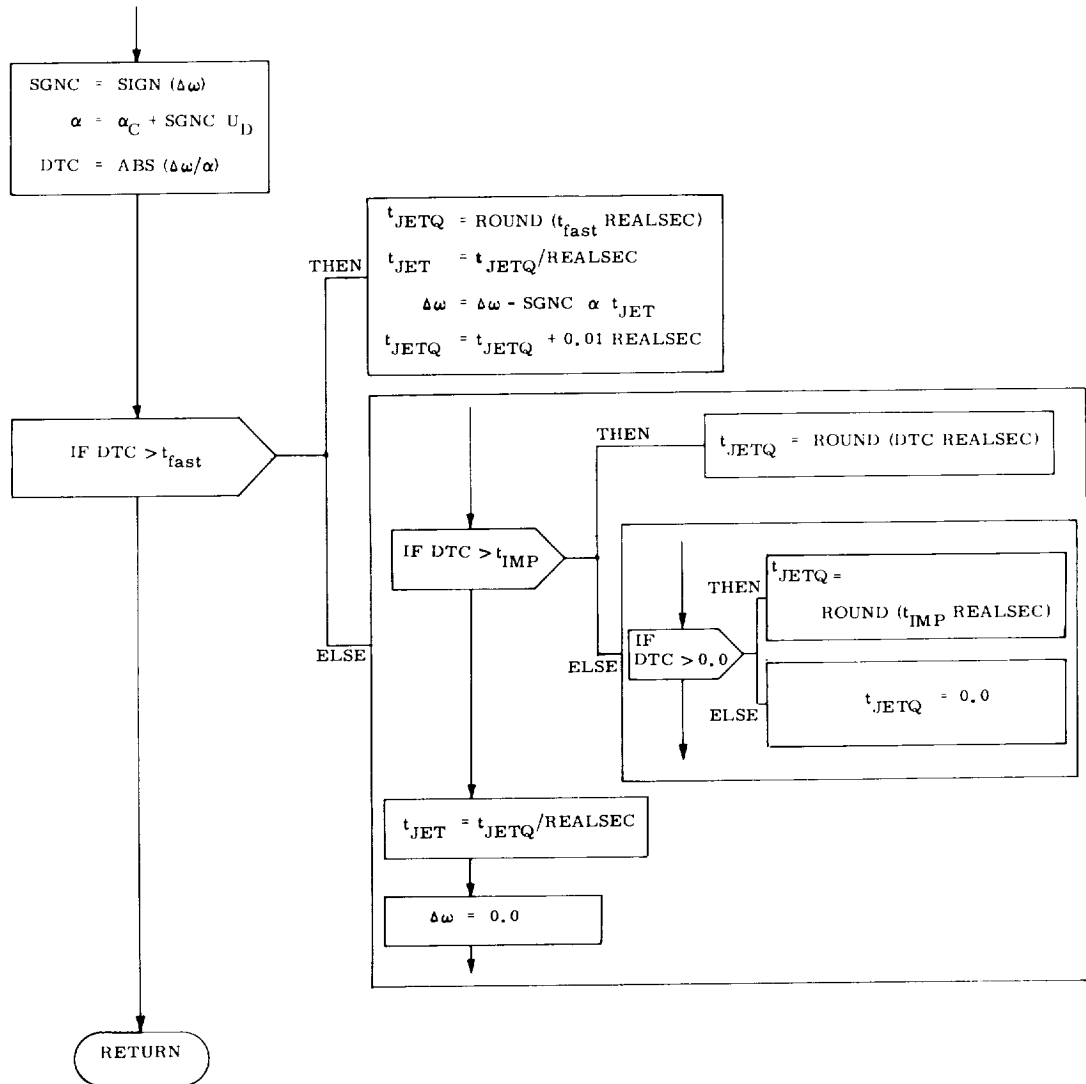 SGNC = SIGN (Δω)
α = α_C + SGNC U_D
DTC = ABS (Δω/α)
IF DTC > t_fast
THEN
t_JETQ = ROUND (t_fast REALSEC)
t_JET = t_JETQ/REALSEC
Δω = Δω - SGNC α t_JET
t_JETQ = t_JETQ + 0.01 REALSEC
ELSE
IF DTC > t_IMP
THEN
t_JETQ = ROUND (DTC REALSEC)
ELSE
IF
DTC > 0.0
THEN
t_JETQ =
ROUND (t_IMP REALSEC)
ELSE
t_JETQ = 0.0
t_JET = t_JETQ/REALSEC
Δω = 0.0
RETURN